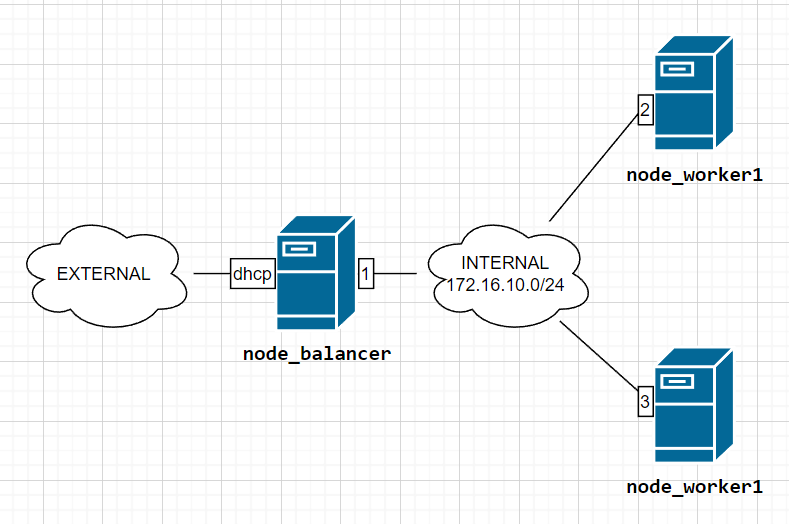 2
node_worker1
EXTERNAL
dhcp
1
INTERNAL
172.16.10.0/24
node_balancer
3
node_worker1